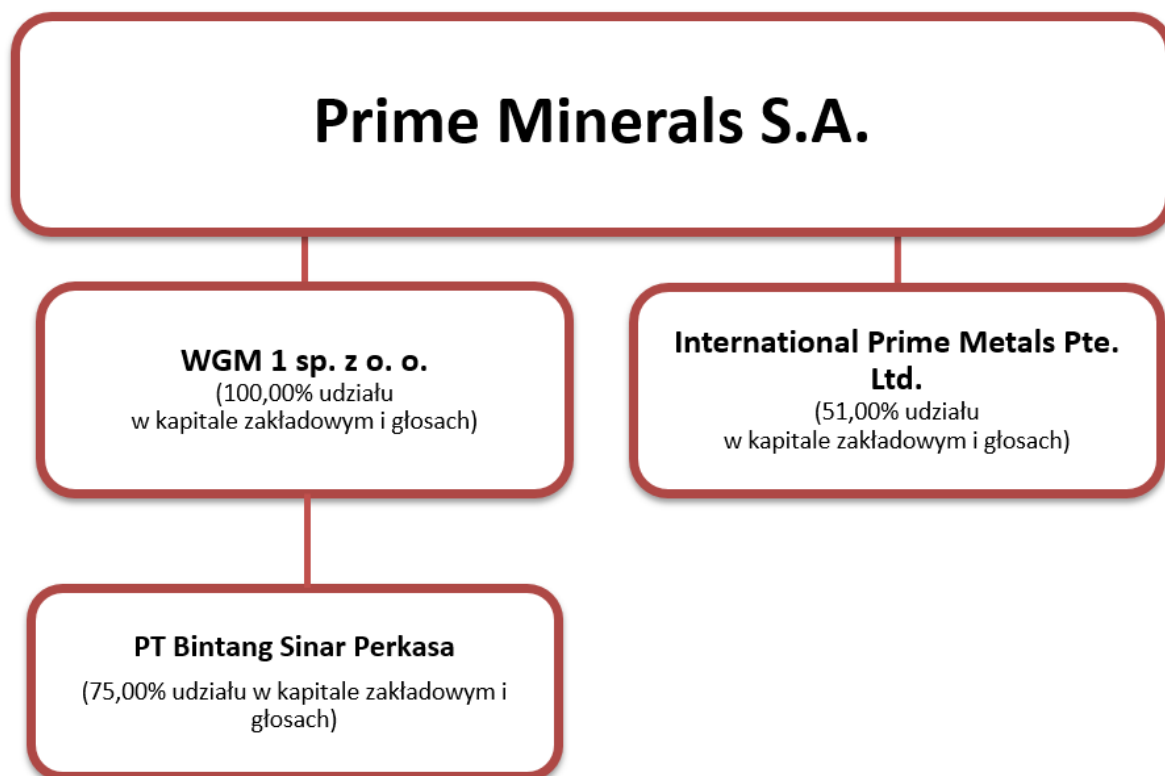 Prime Minerals S.A.
WGM 1 sp. z o. o.
(100,00% udziału
w kapitale zakładowym i głosach)
International Prime Metals Pte.
Ltd.
(51,00% udziału
w kapitale zakładowym i głosach)
PT Bintang Sinar Perkasa
(75,00% udziału w kapitale zakładowym i
głosach)